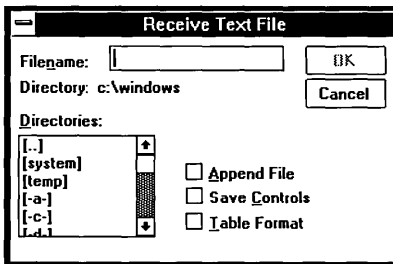 Receive Text File
Filename:
OK
Directory: c:\windows
Cancel
Directories:
[..]
[system]
[temp]
[-a-]
[-c-]
[-d-]
Append File
Save Controls
Table Format